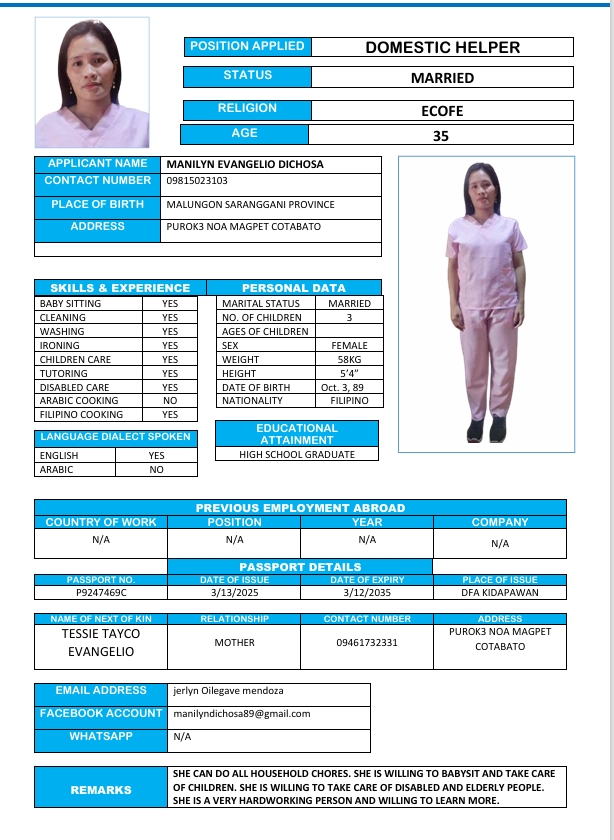 POSITION APPLIED DOMESTIC HELPER
STATUS MARRIED
RELIGION ECOFE
AGE 35
APPLICANT NAME MANILYN EVANGELIO DICHOSA
CONTACT NUMBER 09815023103
PLACE OF BIRTH MALUNGON SARANGGANI PROVINCE
ADDRESS PUROK3 NOA MAGPET COTABATO
SKILLS & EXPERIENCE
BABY SITTING YES
CLEANING YES
WASHING YES
IRONING YES
CHILDREN CARE YES
TUTORING YES
DISABLED CARE YES
ARABIC COOKING NO
FILIPINO COOKING YES
LANGUAGE DIALECT SPOKEN
ENGLISH YES
ARABIC NO
PERSONAL DATA
MARITAL STATUS MARRIED
NO. OF CHILDREN 3
AGES OF CHILDREN
SEX FEMALE
WEIGHT 58KG
HEIGHT 5’4”
DATE OF BIRTH Oct. 3, 89
NATIONALITY FILIPINO
EDUCATIONAL
ATTAINMENT
HIGH SCHOOL GRADUATE
PREVIOUS EMPLOYMENT ABROAD
COUNTRY OF WORK POSITION YEAR COMPANY
N/A N/A N/A N/A
PASSPORT DETAILS
PASSPORT NO. DATE OF ISSUE DATE OF EXPIRY PLACE OF ISSUE
P9247469C 3/13/2025 3/12/2035 DFA KIDAPAWAN
NAME OF NEXT OF KIN RELATIONSHIP CONTACT NUMBER ADDRESS
TESSIE TAYCO
EVANGELIO
MOTHER
09461732331
PUROK3 NOA MAGPET
COTABATO
EMAIL ADDRESS jerlyn Oilegave mendoza
FACEBOOK ACCOUNT manilyndichosa89@gmail.com
WHATSAPP N/A
REMARKS
SHE CAN DO ALL HOUSEHOLD CHORES. SHE IS WILLING TO BABYSIT AND TAKE CARE
OF CHILDREN. SHE IS WILLING TO TAKE CARE OF DISABLED AND ELDERLY PEOPLE.
SHE IS A VERY HARDWORKING PERSON AND WILLING TO LEARN MORE.